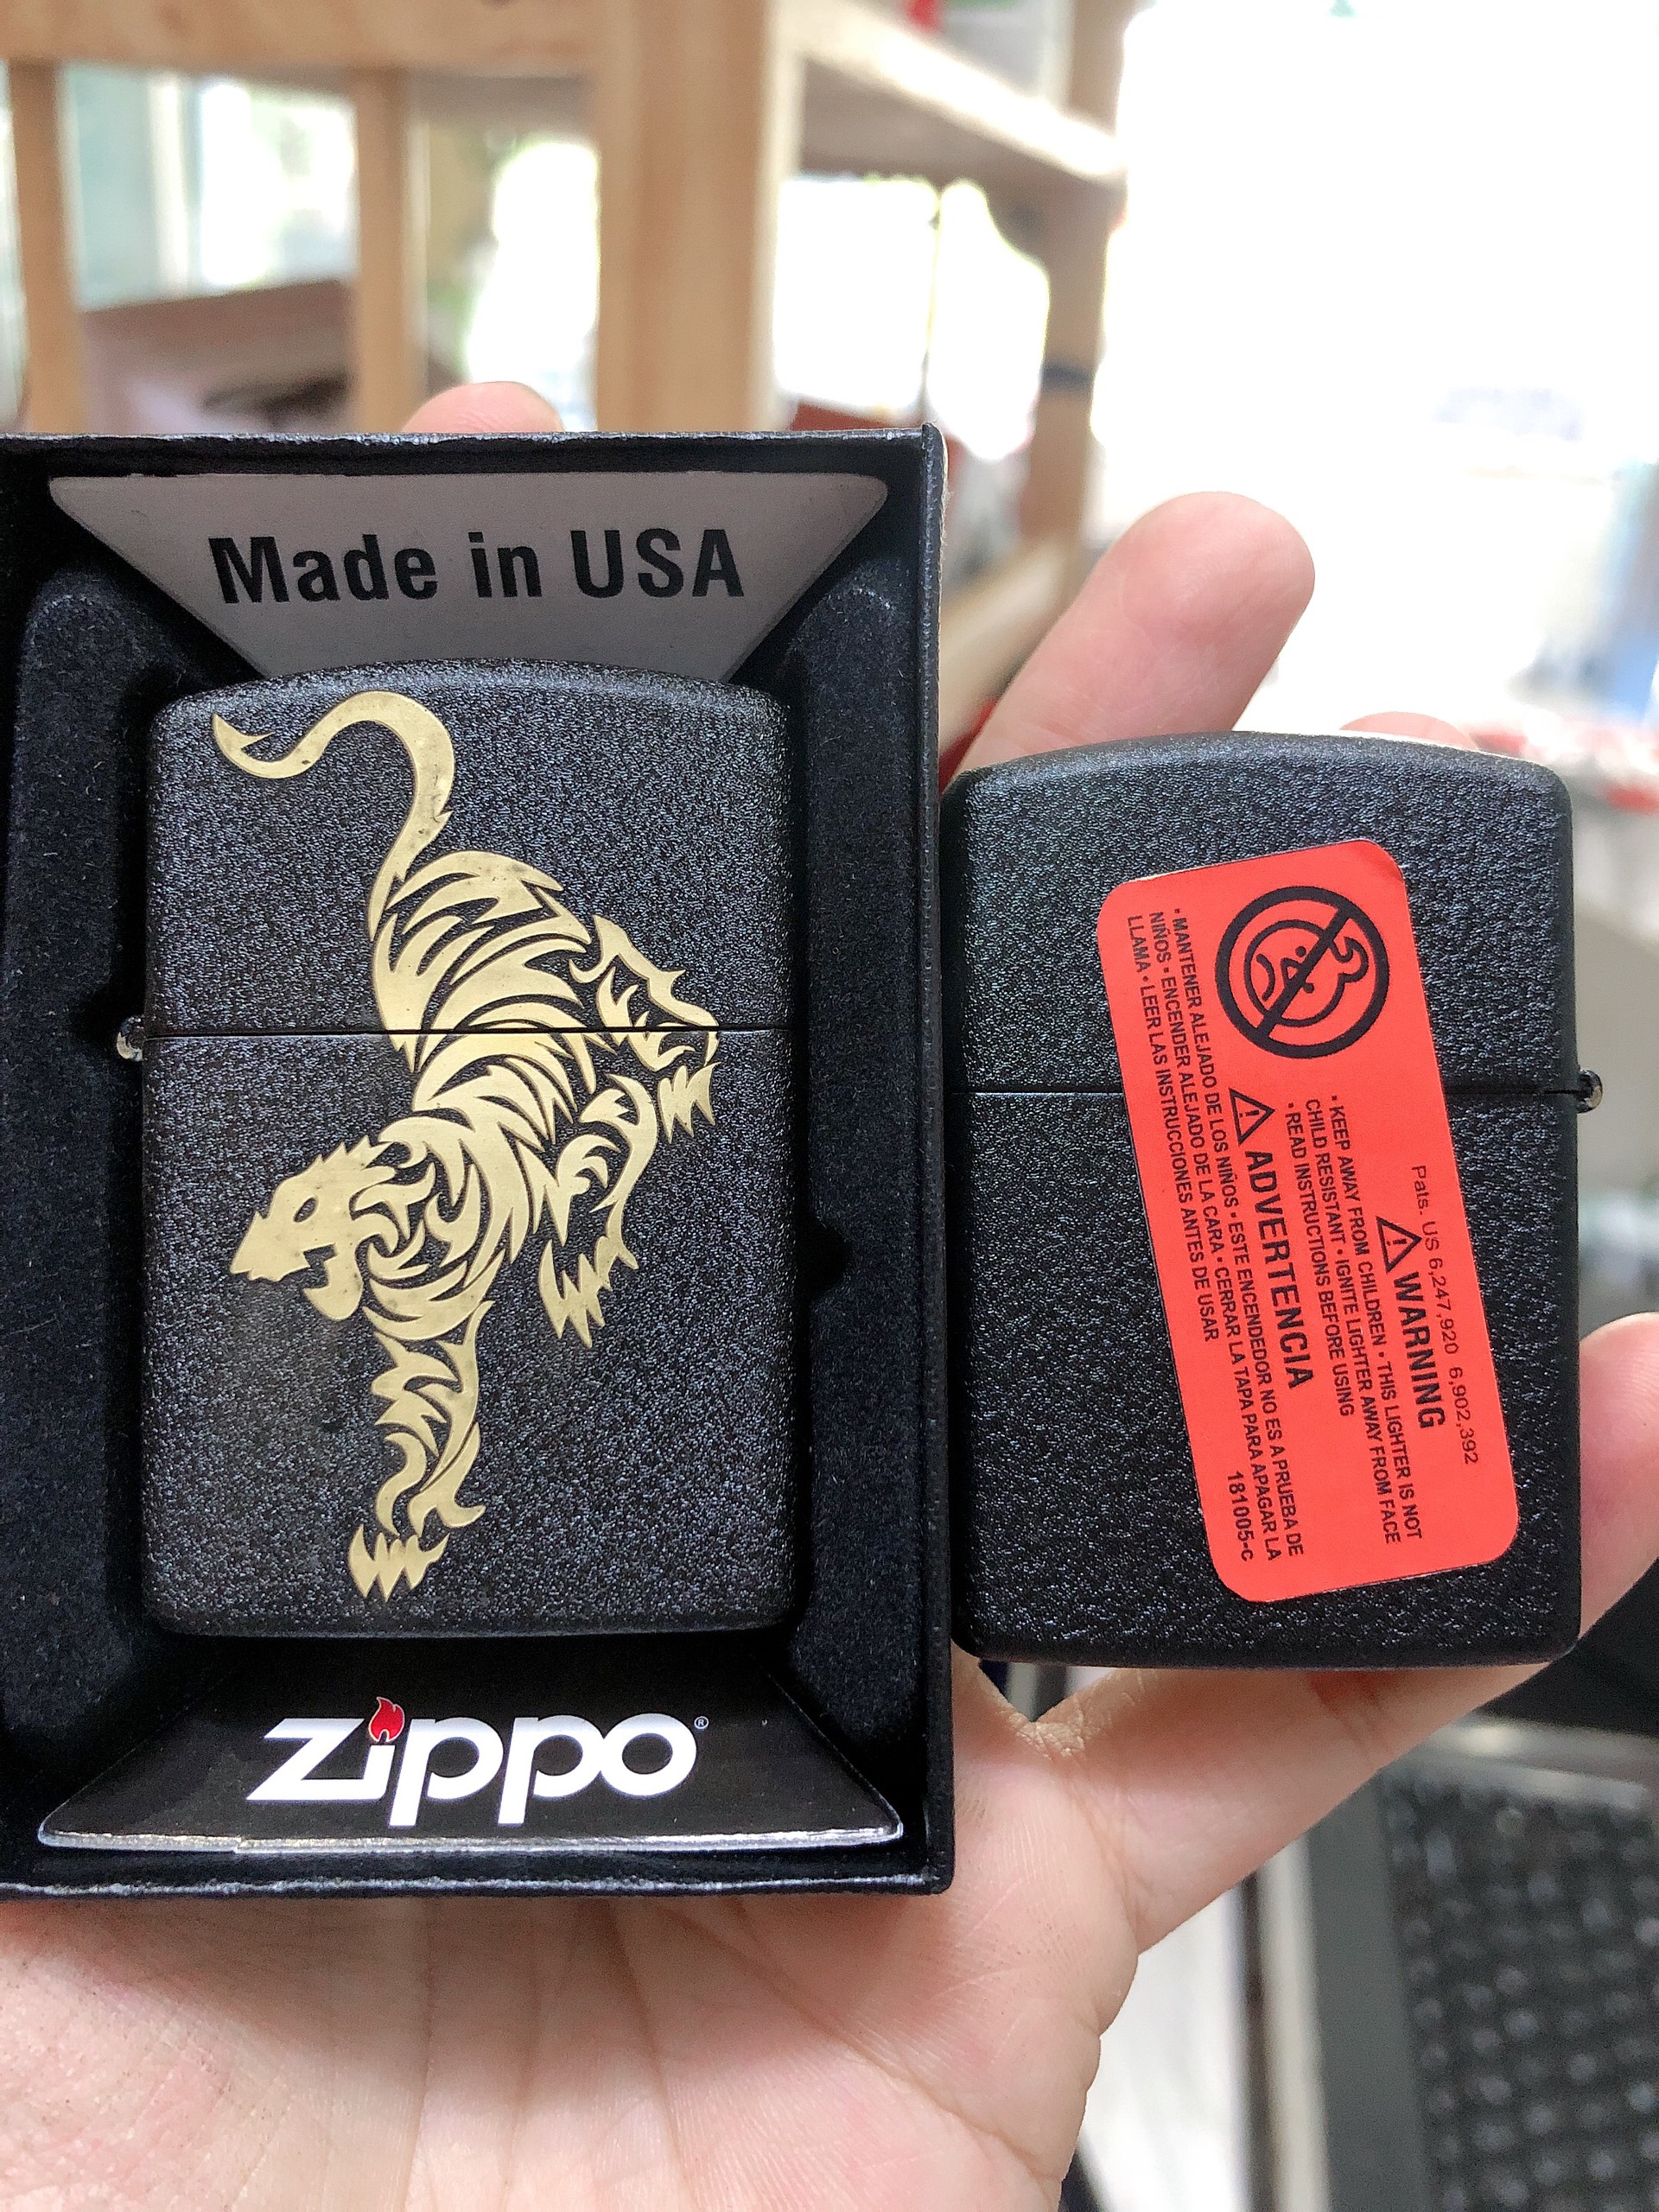 Made in USA
zippo®
Pats. US 6,247,920 6,902,392
⚠WARNING
• KEEP AWAY FROM CHILDREN • THIS LIGHTER IS NOT
CHILD RESISTANT • IGNITE LIGHTER AWAY FROM FACE
• READ INSTRUCTIONS BEFORE USING
⚠ADVERTENCIA
• MANTENER ALEJADO DE LOS NIÑOS • ESTE ENCENDEDOR NO ES A PRUEBA DE
NIÑOS • ENCENDER ALEJADO DE LA CARA • CERRAR LA TAPA PARA APAGAR LA
LLAMA • LEER LAS INSTRUCCIONES ANTES DE USAR
181005-c